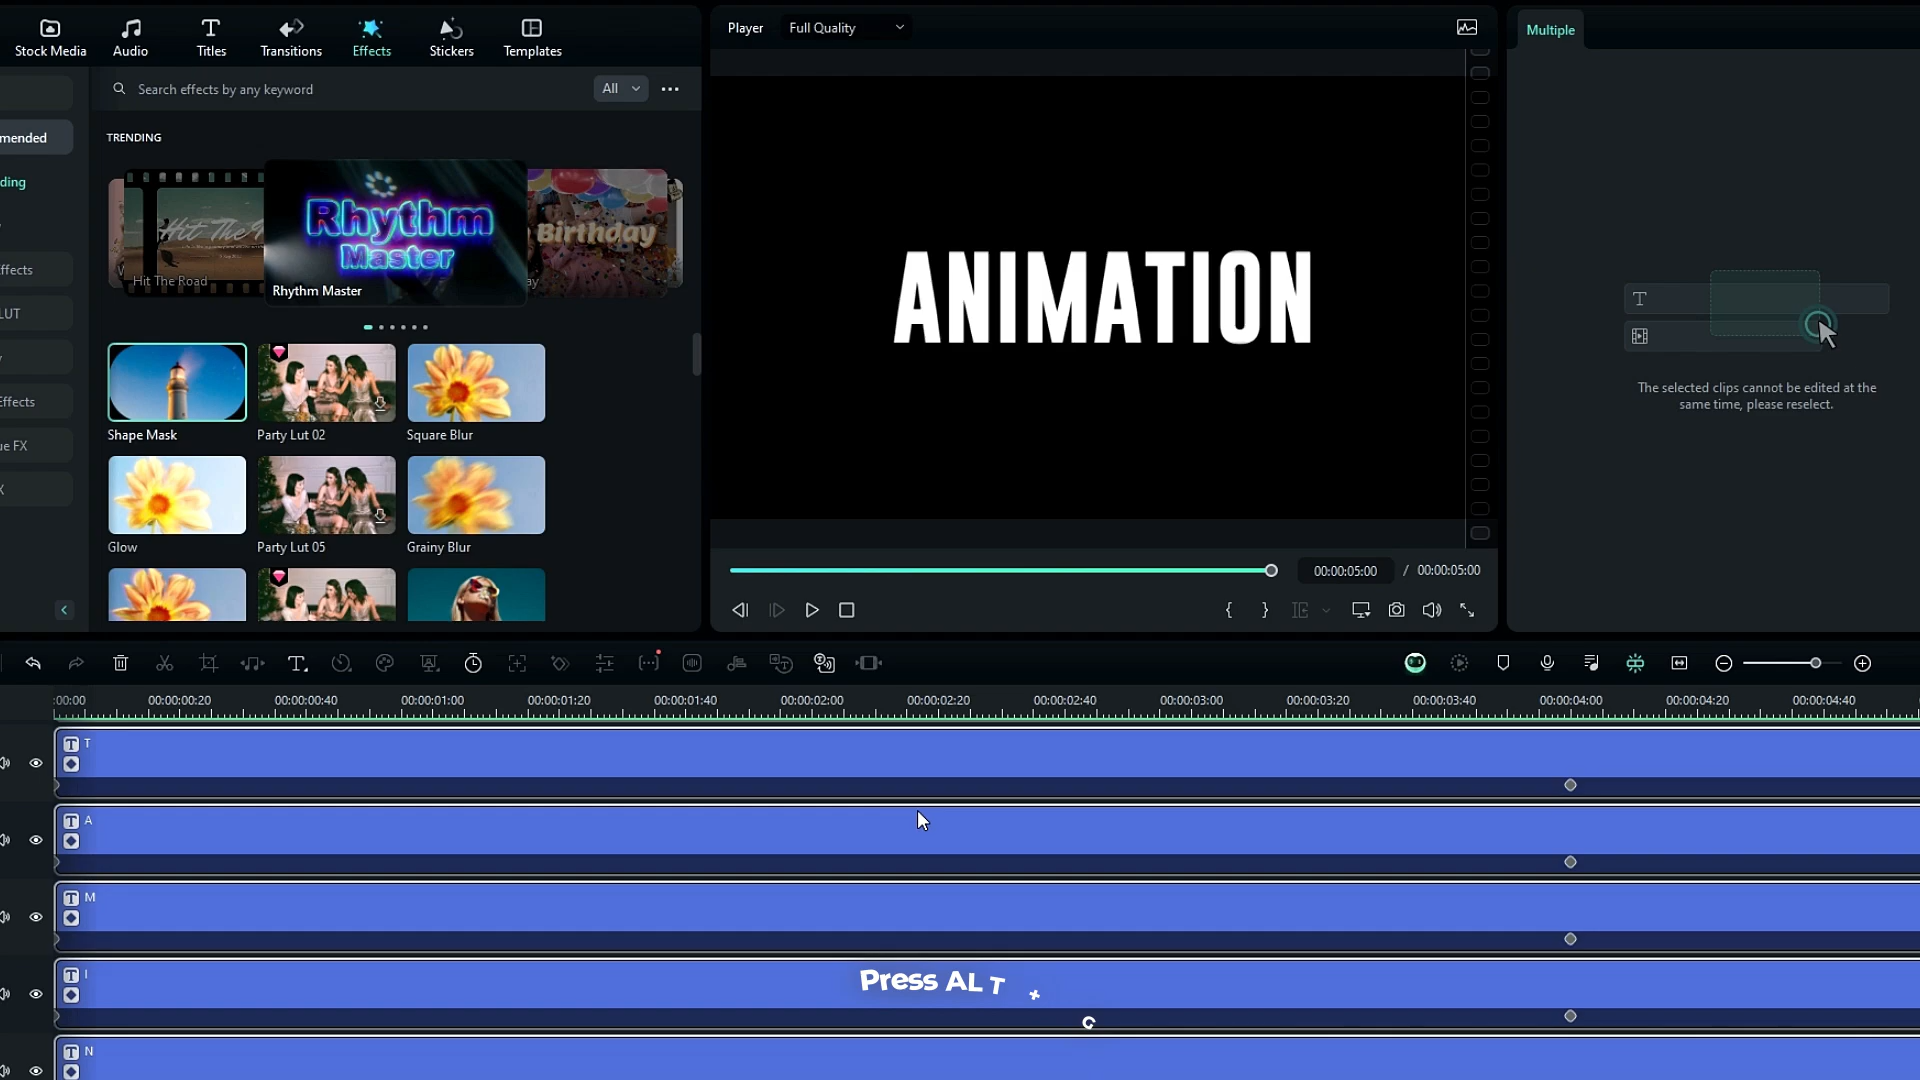 Stock Media Audio Titles Transitions Effects Stickers Templates
Search effects by any keyword All
mended
ding
ffects
LUT
Effects
ue FX
X
TRENDING
Hit The Road
Rhythm
Master
Rhythm Master
Birthday
ay
Shape Mask Party Lut 02 Square Blur
Glow Party Lut 05 Grainy Blur
Player Full Quality
ANIMATION
00:00:05:00 / 00:00:05:00
Multiple
T
The selected clips cannot be edited at the
same time, please reselect.
:00:00 00:00:00:20 00:00:00:40 00:00:01:00 00:00:01:20 00:00:01:40 00:00:02:00 00:00:02:20 00:00:02:40 00:00:03:00 00:00:03:20 00:00:03:40 00:00:04:00 00:00:04:20 00:00:04:40
T T
T A
T M
T I
Press ALT +
C
T N